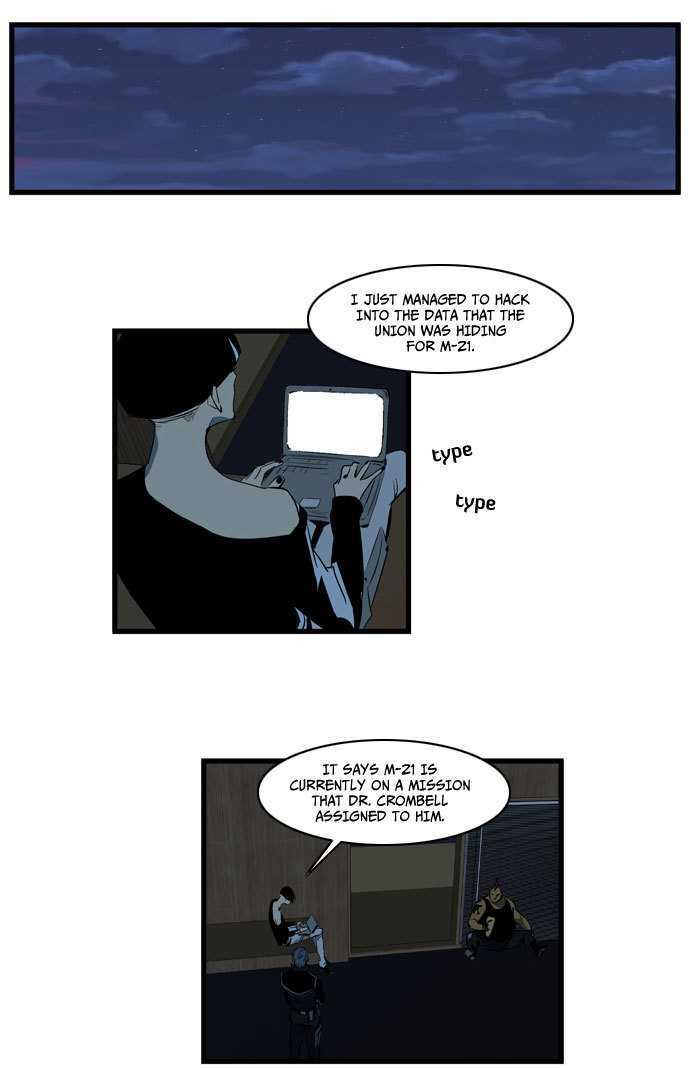 I JUST MANAGED TO HACK
INTO THE DATA THAT THE
UNION WAS HIDING
FOR M-21.
type
type
IT SAYS M-21 IS
CURRENTLY ON A MISSION
THAT DR. CROMBELL
ASSIGNED TO HIM.